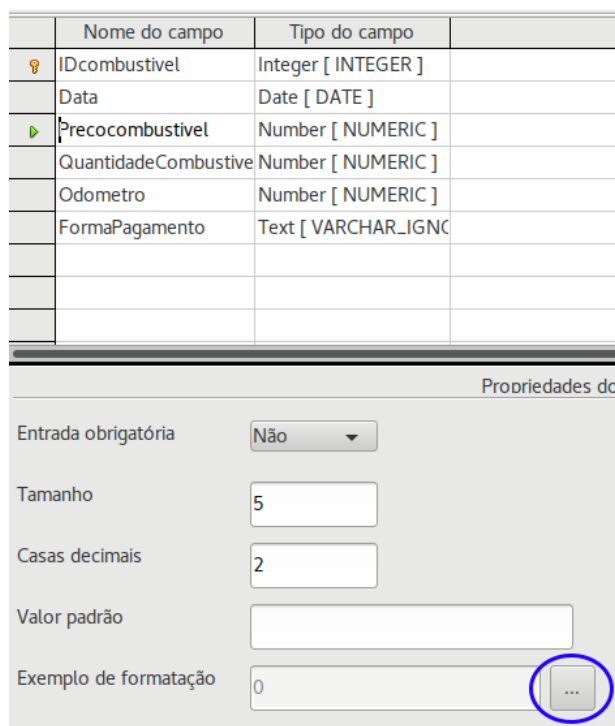 Nome do campo Tipo do campo
IDcombustivel Integer [ INTEGER ]
Data Date [ DATE ]
Precocombustivel Number [ NUMERIC ]
QuantidadeCombustive Number [ NUMERIC ]
Odometro Number [ NUMERIC ]
FormaPagamento Text [ VARCHAR_IGNC
Propriedades do
Entrada obrigatória Não
Tamanho 5
Casas decimais 2
Valor padrão
Exemplo de formatação 0 ...